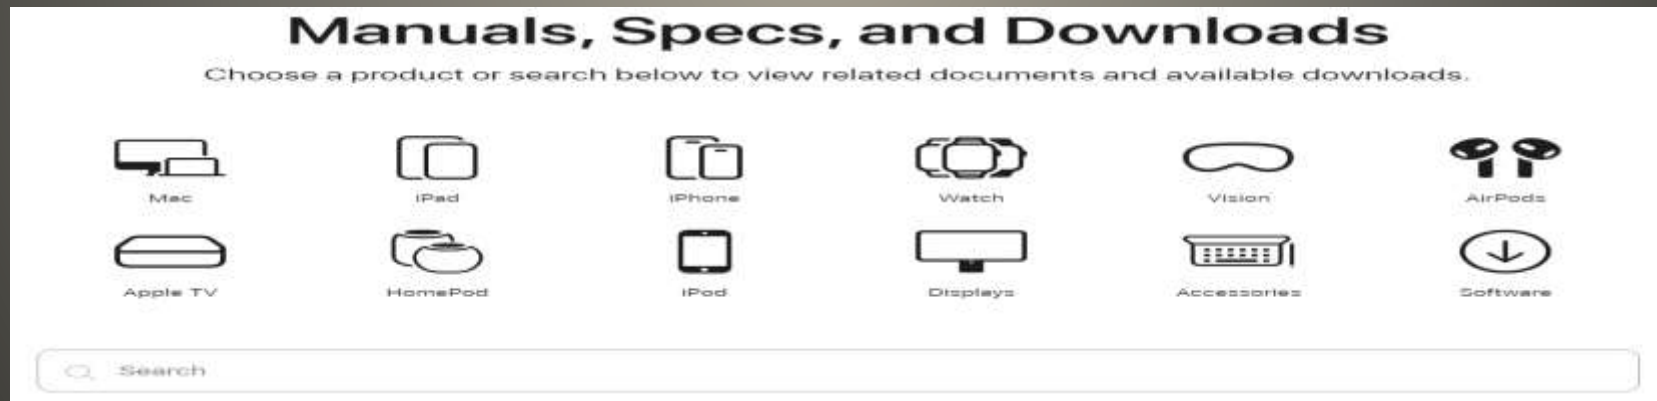 Manuals, Specs, and Downloads
Choose a product or search below to view related documents and available downloads.
Mac iPad iPhone Watch Vision AirPods
Apple TV HomePod iPod Displays Accessories Software
Search